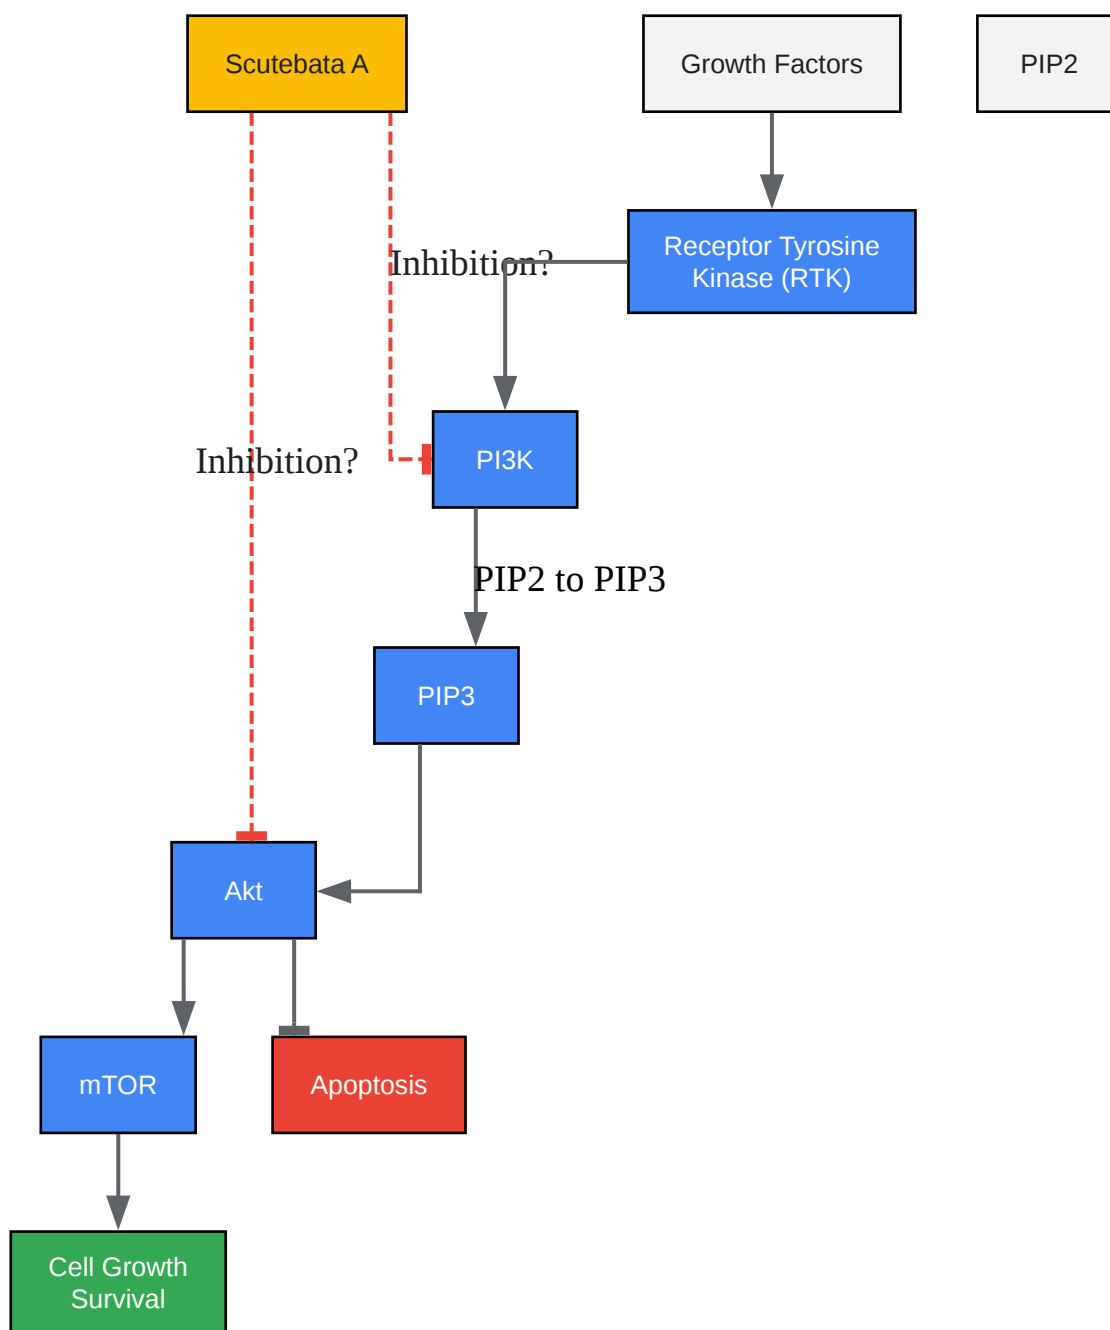 Scutebata A
Growth Factors
PIP2
Receptor Tyrosine
Kinase (RTK)
Inhibition?
PI3K
Inhibition?
PIP2 to PIP3
PIP3
Akt
mTOR
Apoptosis
Cell Growth
Survival